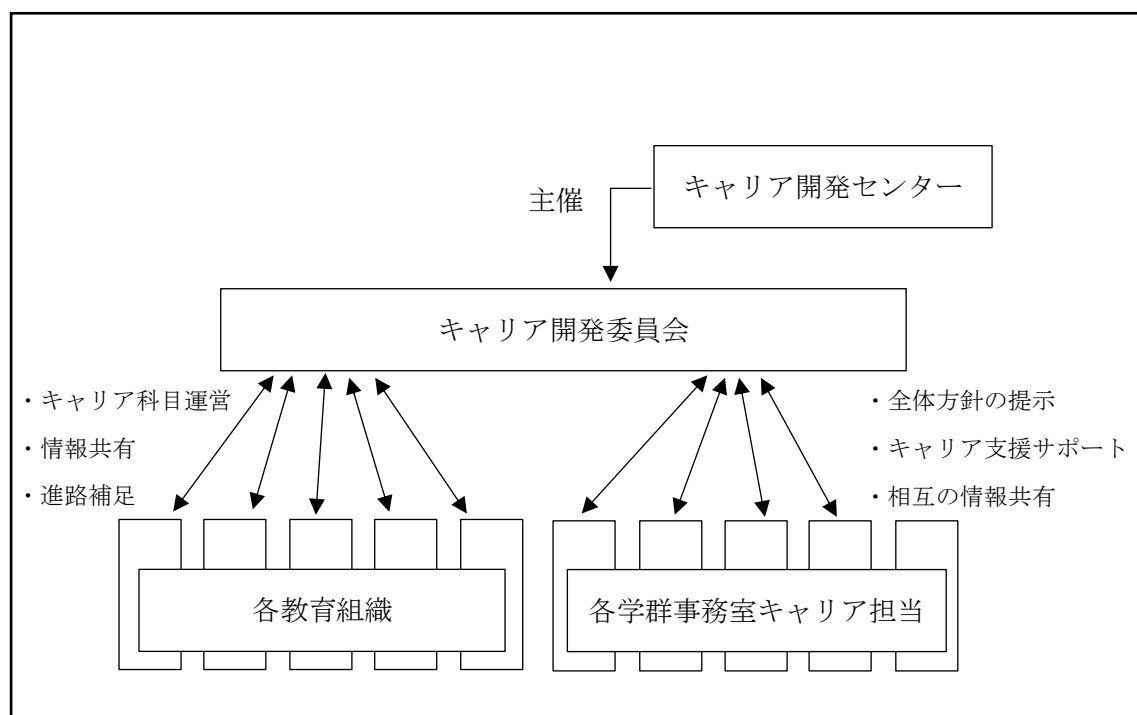 キャリア開発センター
主催
キャリア開発委員会
・キャリア科目運営
・情報共有
・進路補足
・全体方針の提示
・キャリア支援サポート
・相互の情報共有
各教育組織
各学群事務室キャリア担当